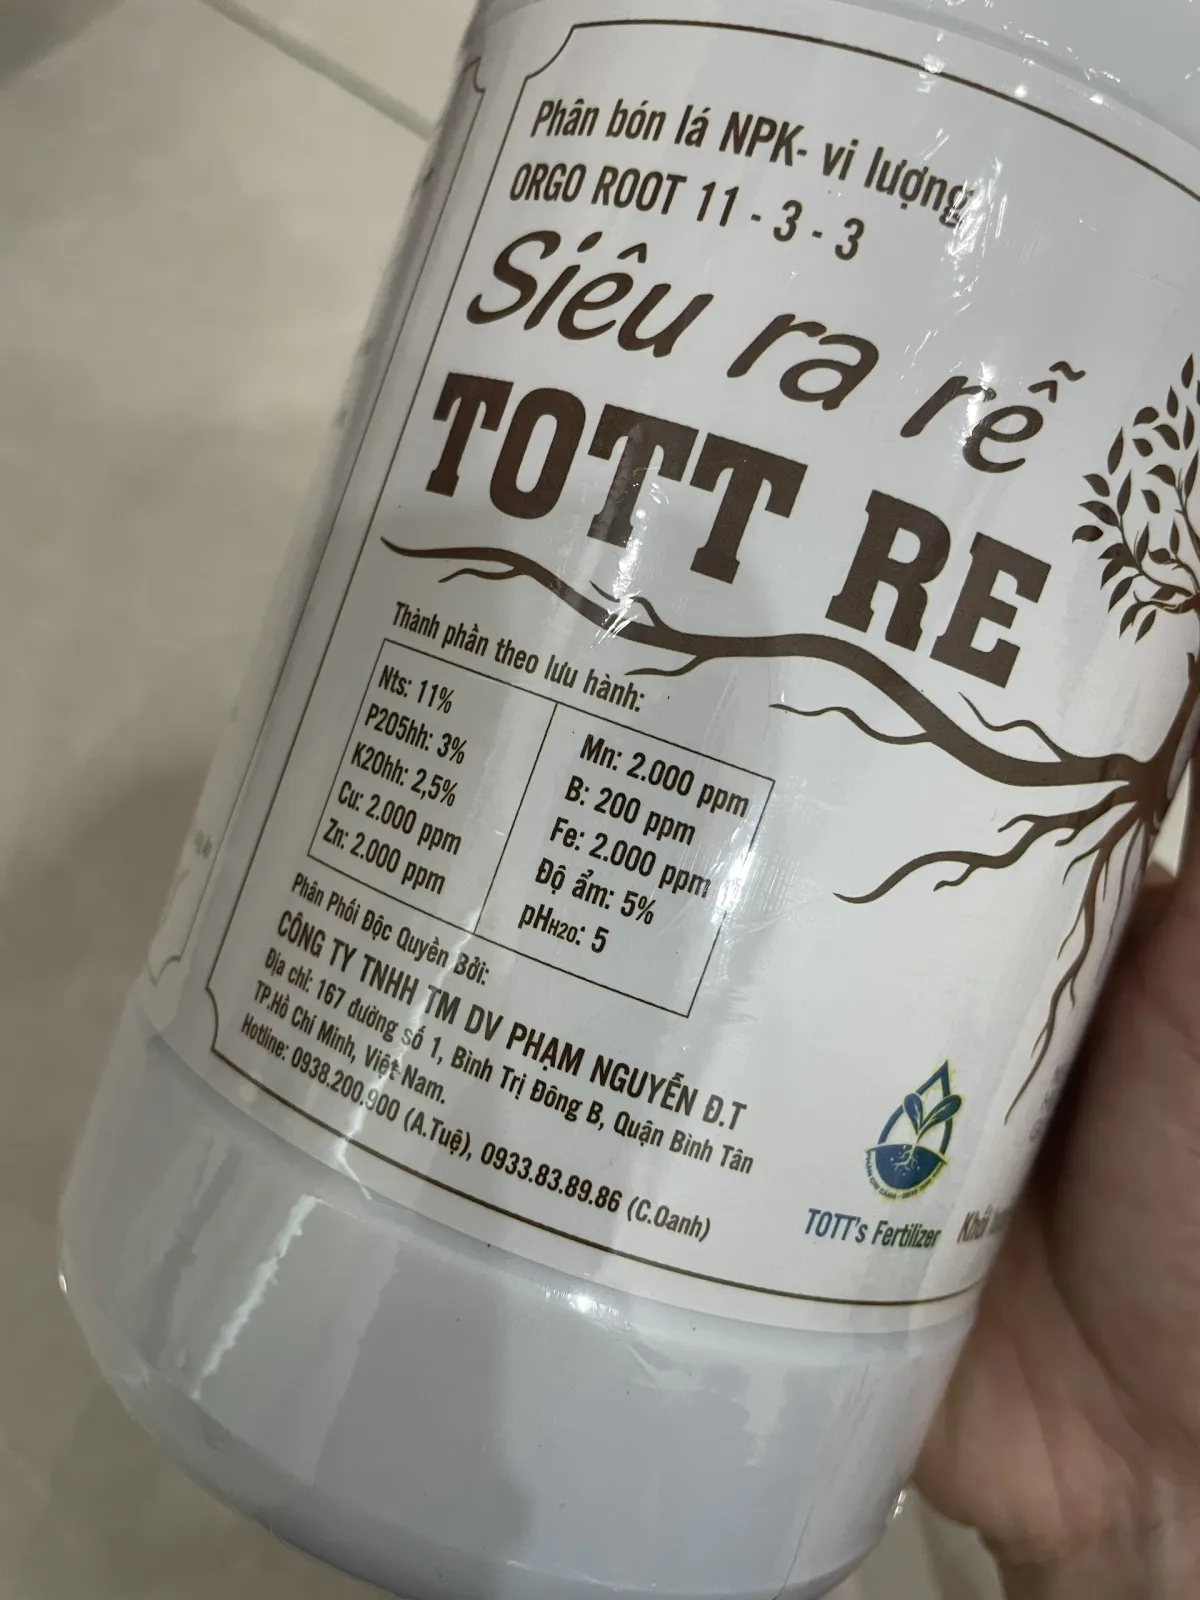 Phân bón lá NPK- vi lượng
ORGO ROOT 11 - 3 - 3
Siêu ra rễ
TOTT RE
Thành phần theo lưu hành:
Nts: 11%
P205hh: 3%
K20hh: 2,5%
Cu: 2.000 ppm
Zn: 2.000 ppm
Mn: 2.000 ppm
B: 200 ppm
Fe: 2.000 ppm
Độ ẩm: 5%
pHH20: 5
Phân Phối Độc Quyền Bởi:
CÔNG TY TNHH TM DV PHẠM NGUYỄN Đ.T
Địa chỉ: 167 đường số 1, Bình Trị Đông B, Quận Bình Tân
TP.Hồ Chí Minh, Việt Nam.
Hotline: 0938.200.900 (A.Tuệ), 0933.83.89.86 (C.Oanh)
TOTT's Fertilizer
Khối